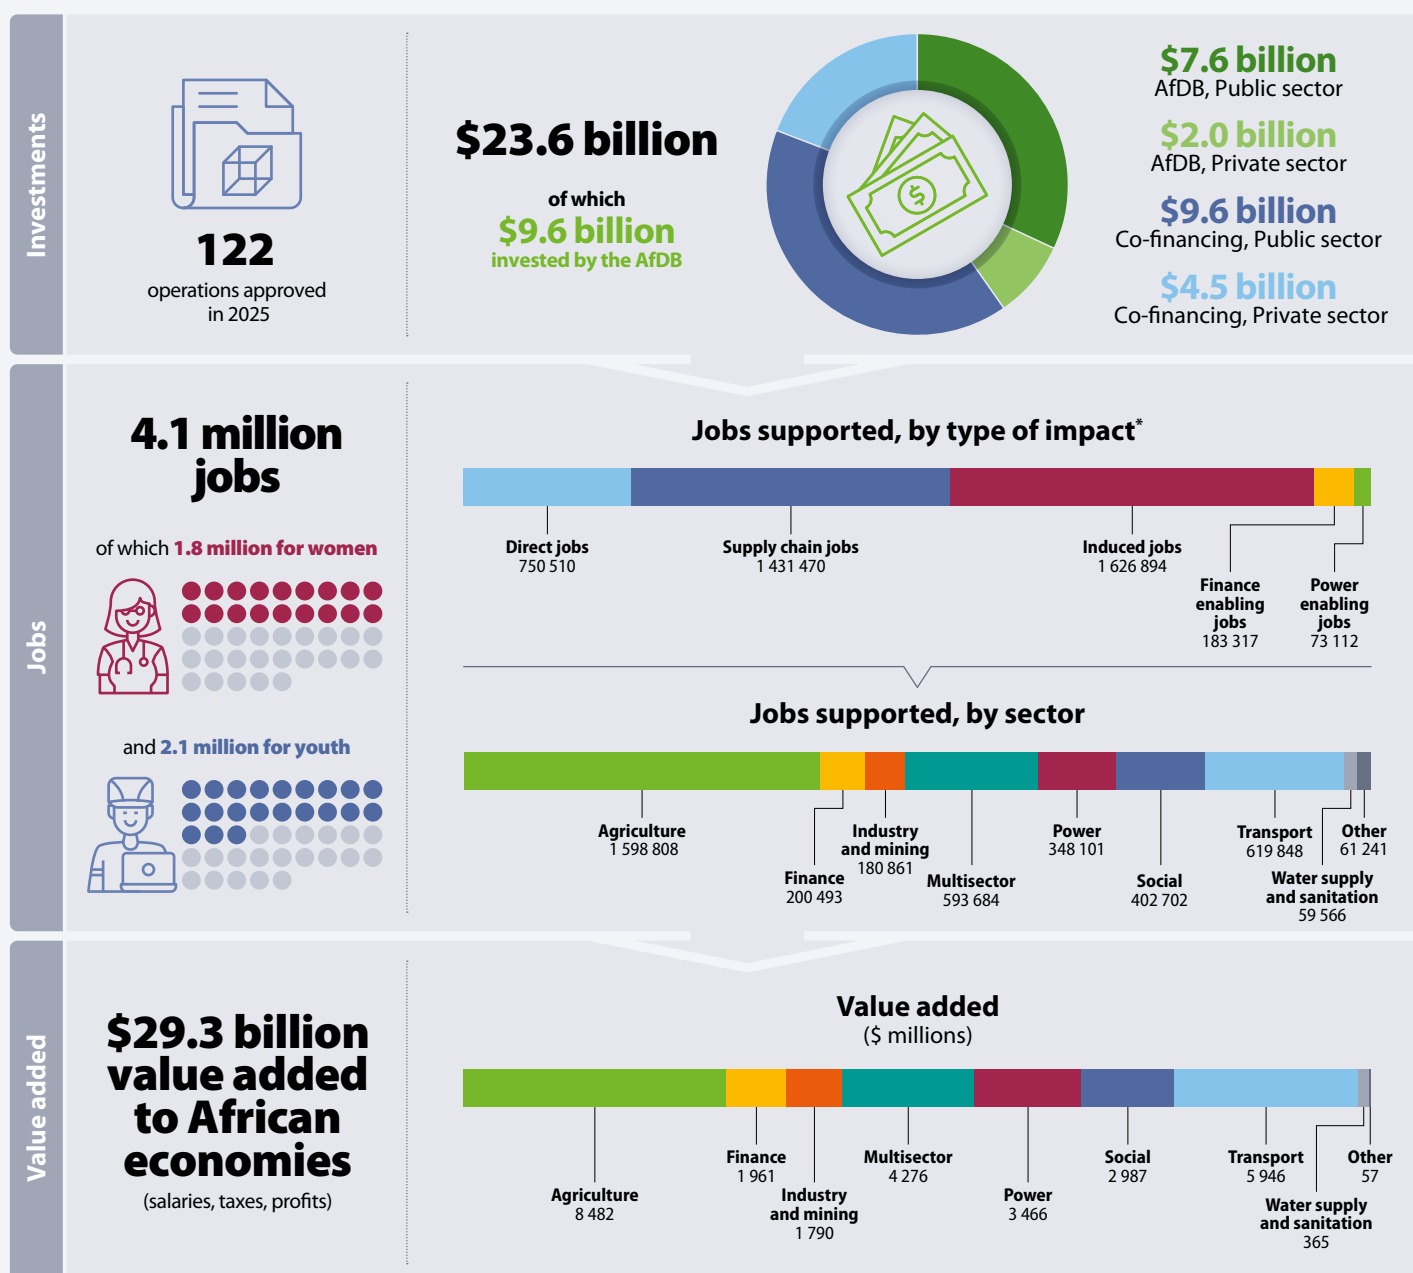 Investments
122
operations approved
in 2025
$23.6 billion
of which
$9.6 billion
invested by the AfDB
$7.6 billion
AfDB, Public sector
$2.0 billion
AfDB, Private sector
$9.6 billion
Co-financing, Public sector
$4.5 billion
Co-financing, Private sector
Jobs
4.1 million
jobs
of which 1.8 million for women
and 2.1 million for youth
Jobs supported, by type of impact*
Direct jobs
750 510
Supply chain jobs
1 431 470
Induced jobs
1 626 894
Finance
enabling
jobs
183 317
Power
enabling
jobs
73 112
Jobs supported, by sector
Agriculture
1 598 808
Finance
200 493
Industry
and mining
180 861
Multisector
593 684
Power
348 101
Social
402 702
Transport
619 848
Water supply
and sanitation
59 566
Other
61 241
Value added
$29.3 billion
value added
to African
economies
(salaries, taxes, profits)
Value added
($ millions)
Agriculture
8 482
Finance
1 961
Industry
and mining
1 790
Multisector
4 276
Power
3 466
Social
2 987
Transport
5 946
Water supply
and sanitation
365
Other
57